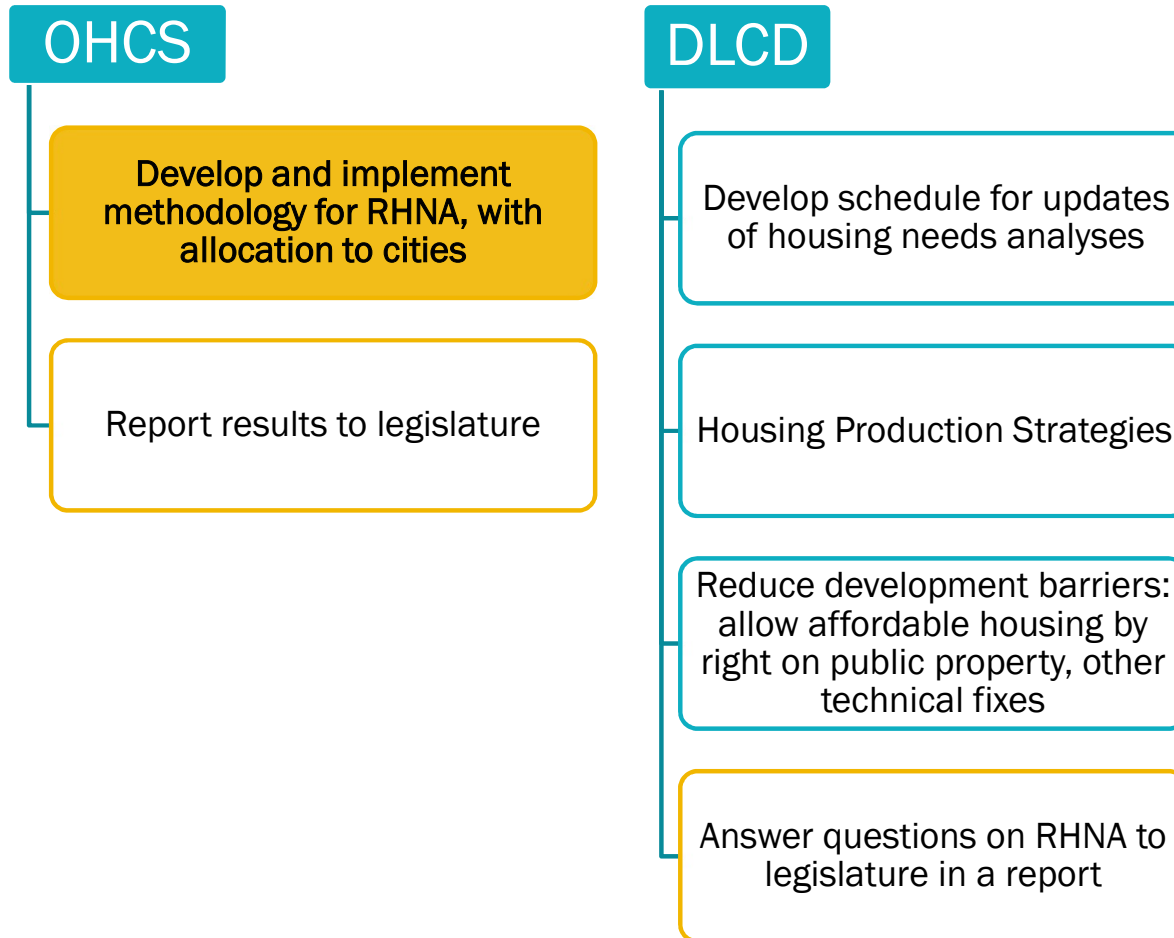 OHCS
Develop and implement
methodology for RHNA, with
allocation to cities
Report results to legislature
DLCD
Develop schedule for updates
of housing needs analyses
Housing Production Strategies
Reduce development barriers:
allow affordable housing by
right on public property, other
technical fixes
Answer questions on RHNA to
legislature in a report